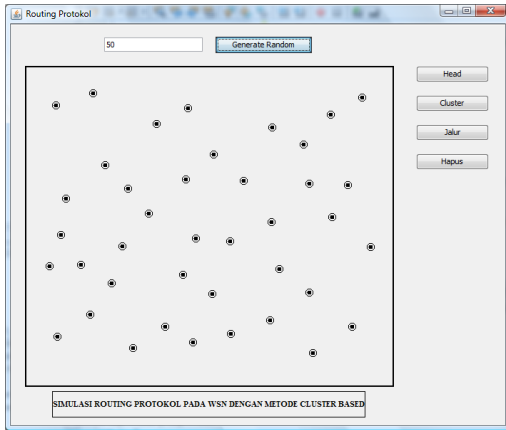 Routing Protokol
50
Generate Random
Head
Cluster
Jalur
Hapus
SIMULASI ROUTING PROTOKOL PADA WSN DENGAN METODE CLUSTER BASED